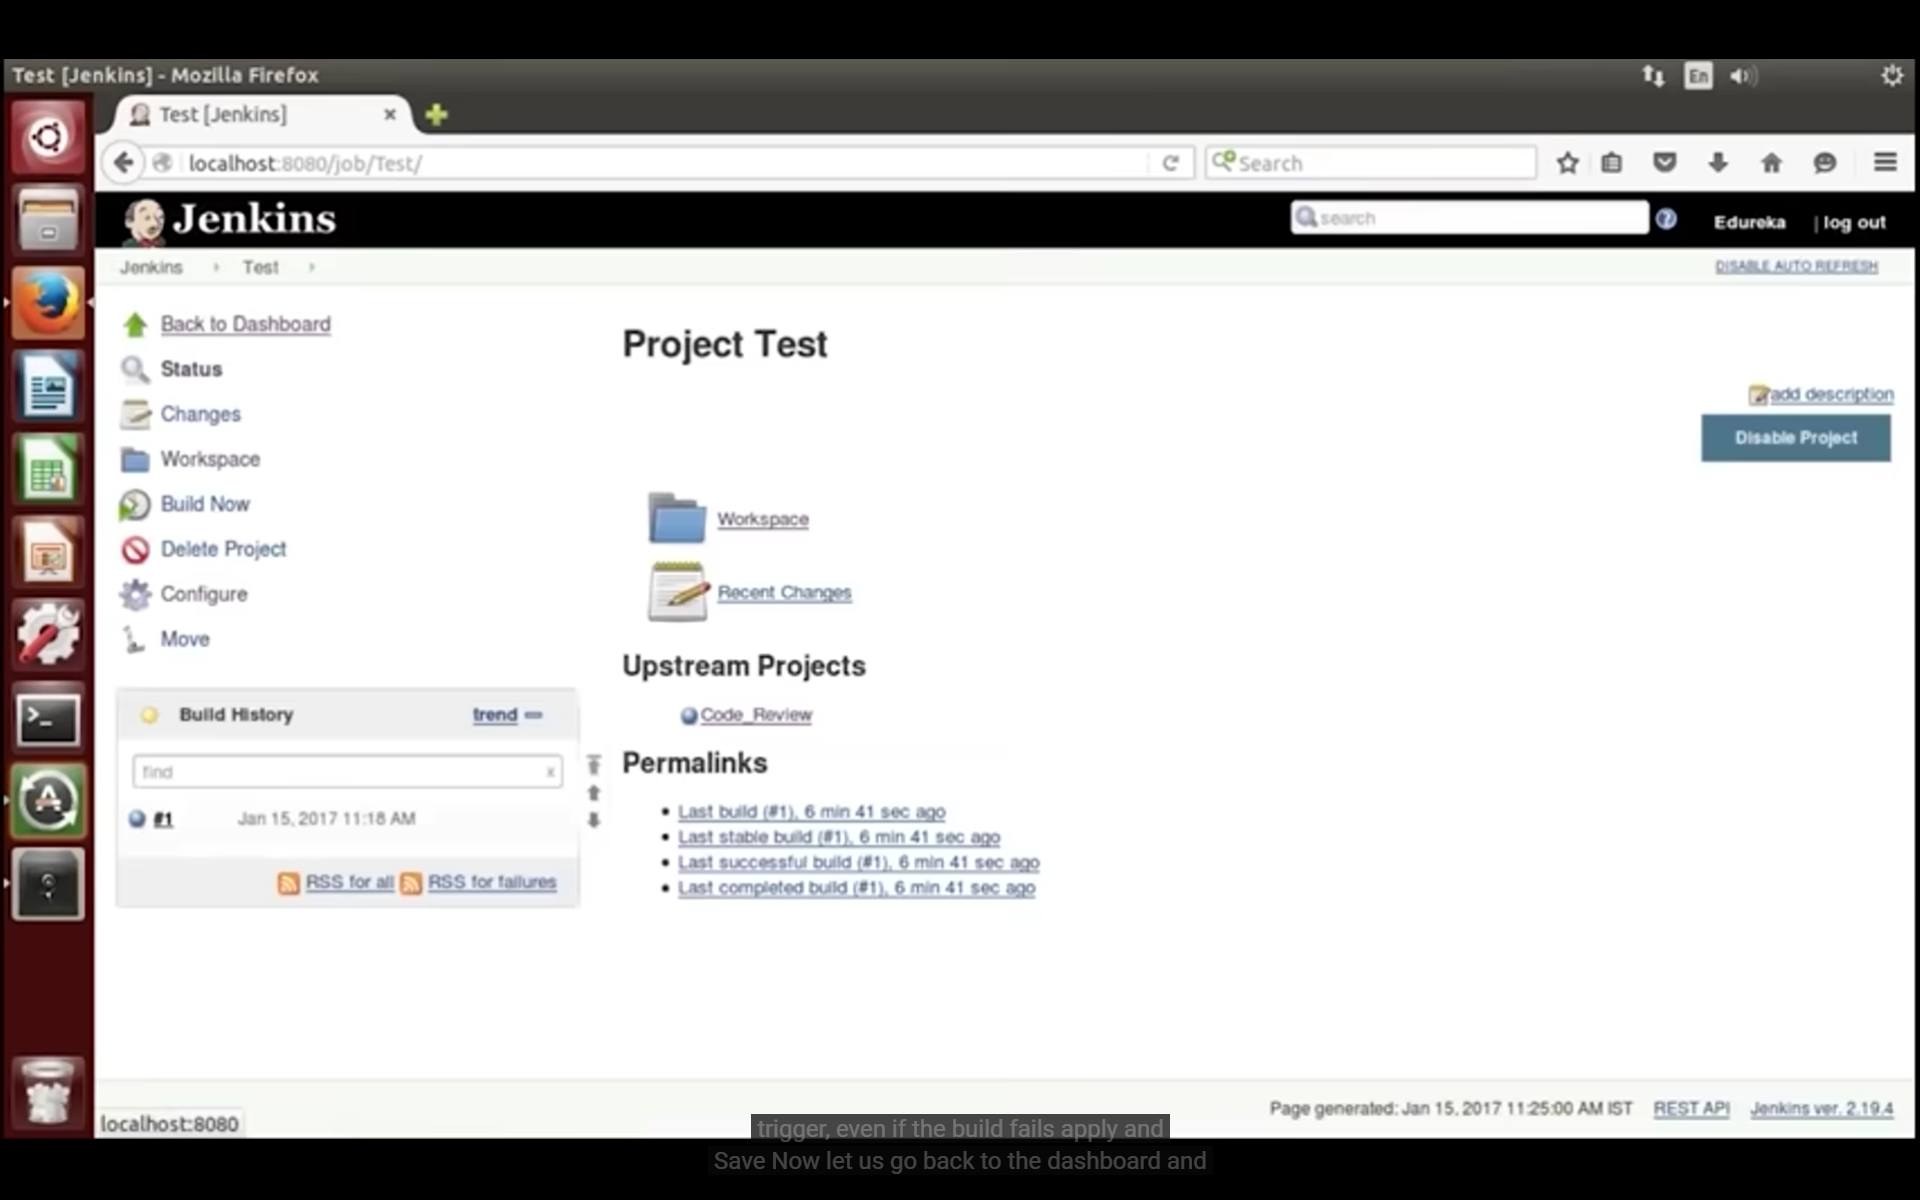 Test [Jenkins] - Mozilla Firefox
En
Test [Jenkins]
localhost:8080/job/Test/
Search
Jenkins
search
Edureka
| log out
Jenkins
Test
DISABLE AUTO REFRESH
Back to Dashboard
Status
Changes
Workspace
Build Now
Delete Project
Configure
Move
Build History
trend
find
x
#1
Jan 15, 2017 11:18 AM
RSS for all
RSS for failures
Project Test
add description
Disable Project
Workspace
Recent Changes
Upstream Projects
Code_Review
Permalinks
Last build (#1), 6 min 41 sec ago
Last stable build (#1), 6 min 41 sec ago
Last successful build (#1), 6 min 41 sec ago
Last completed build (#1), 6 min 41 sec ago
Page generated: Jan 15, 2017 11:25:00 AM IST
REST API
Jenkins ver. 2.19.4
localhost:8080
trigger, even if the build fails apply and
Save Now let us go back to the dashboard and